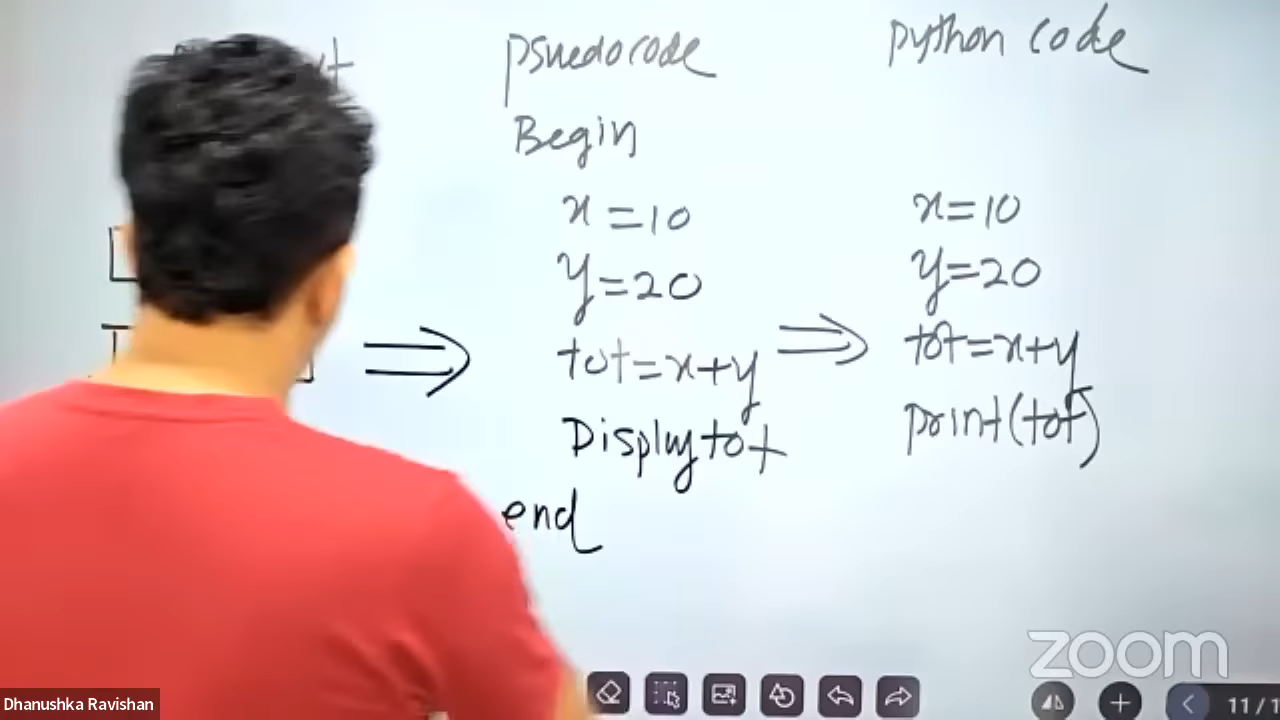 psuedocode
python code
Begin
x=10
y=20
tot=x+y
Display tot
end
x=10
y=20
tot=x+y
print(tot)
zoom
Dhanushka Ravishan
11/1